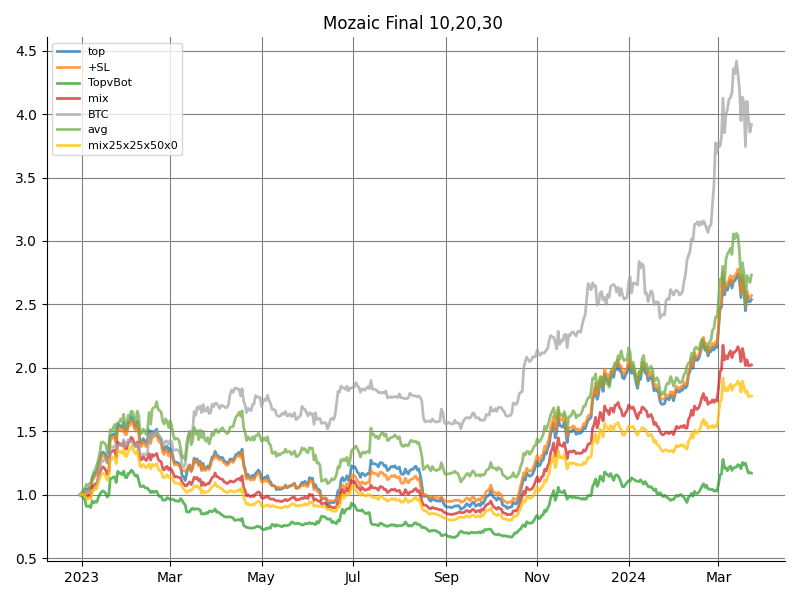 Mozaic Final 10,20,30
top
+SL
TopvBot
mix
BTC
avg
mix25x25x50x0
4.5
4.0
3.5
3.0
2.5
2.0
1.5
1.0
0.5
2023 Mar May Jul Sep Nov 2024 Mar